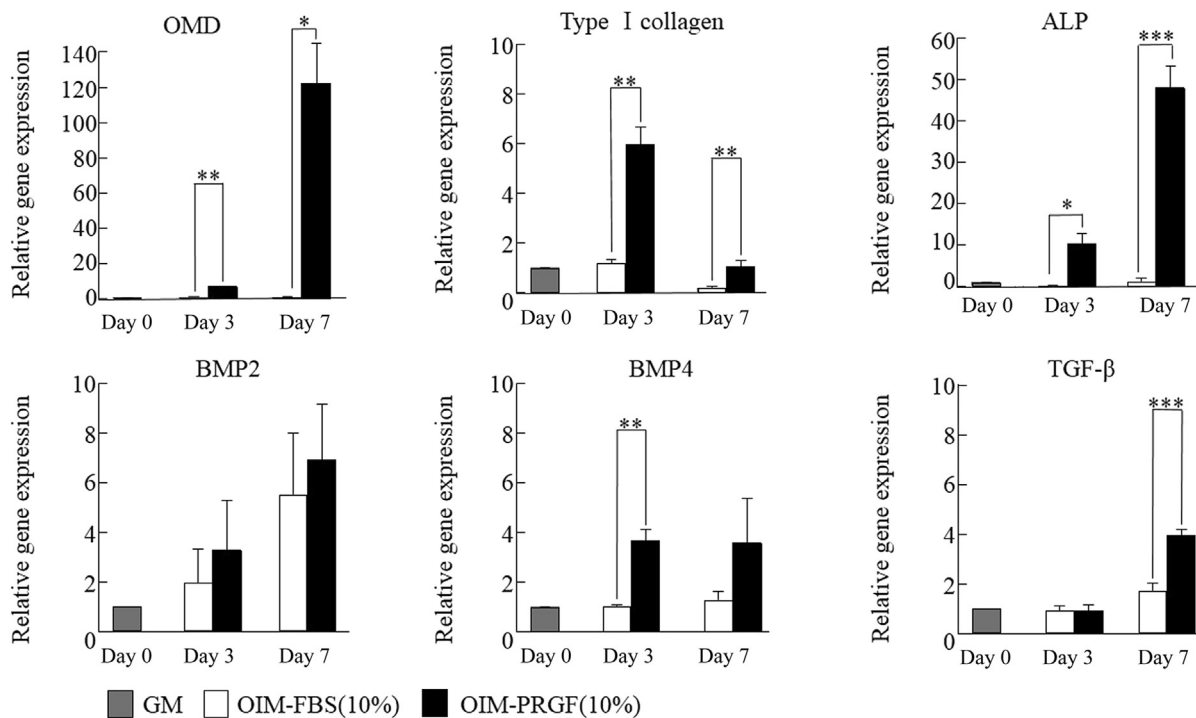 OMD
Relative gene expression
140
120
100
80
60
40
20
0
**
*
Day 0 Day 3 Day 7
Type I collagen
Relative gene expression
10
8
6
4
2
0
**
**
Day 0 Day 3 Day 7
ALP
Relative gene expression
60
50
40
30
20
10
0
*
***
Day 0 Day 3 Day 7
BMP2
Relative gene expression
10
8
6
4
2
0
Day 0 Day 3 Day 7
BMP4
Relative gene expression
10
8
6
4
2
0
**
Day 0 Day 3 Day 7
TGF-β
Relative gene expression
10
8
6
4
2
0
***
Day 0 Day 3 Day 7
GM OIM-FBS(10%) OIM-PRGF(10%)